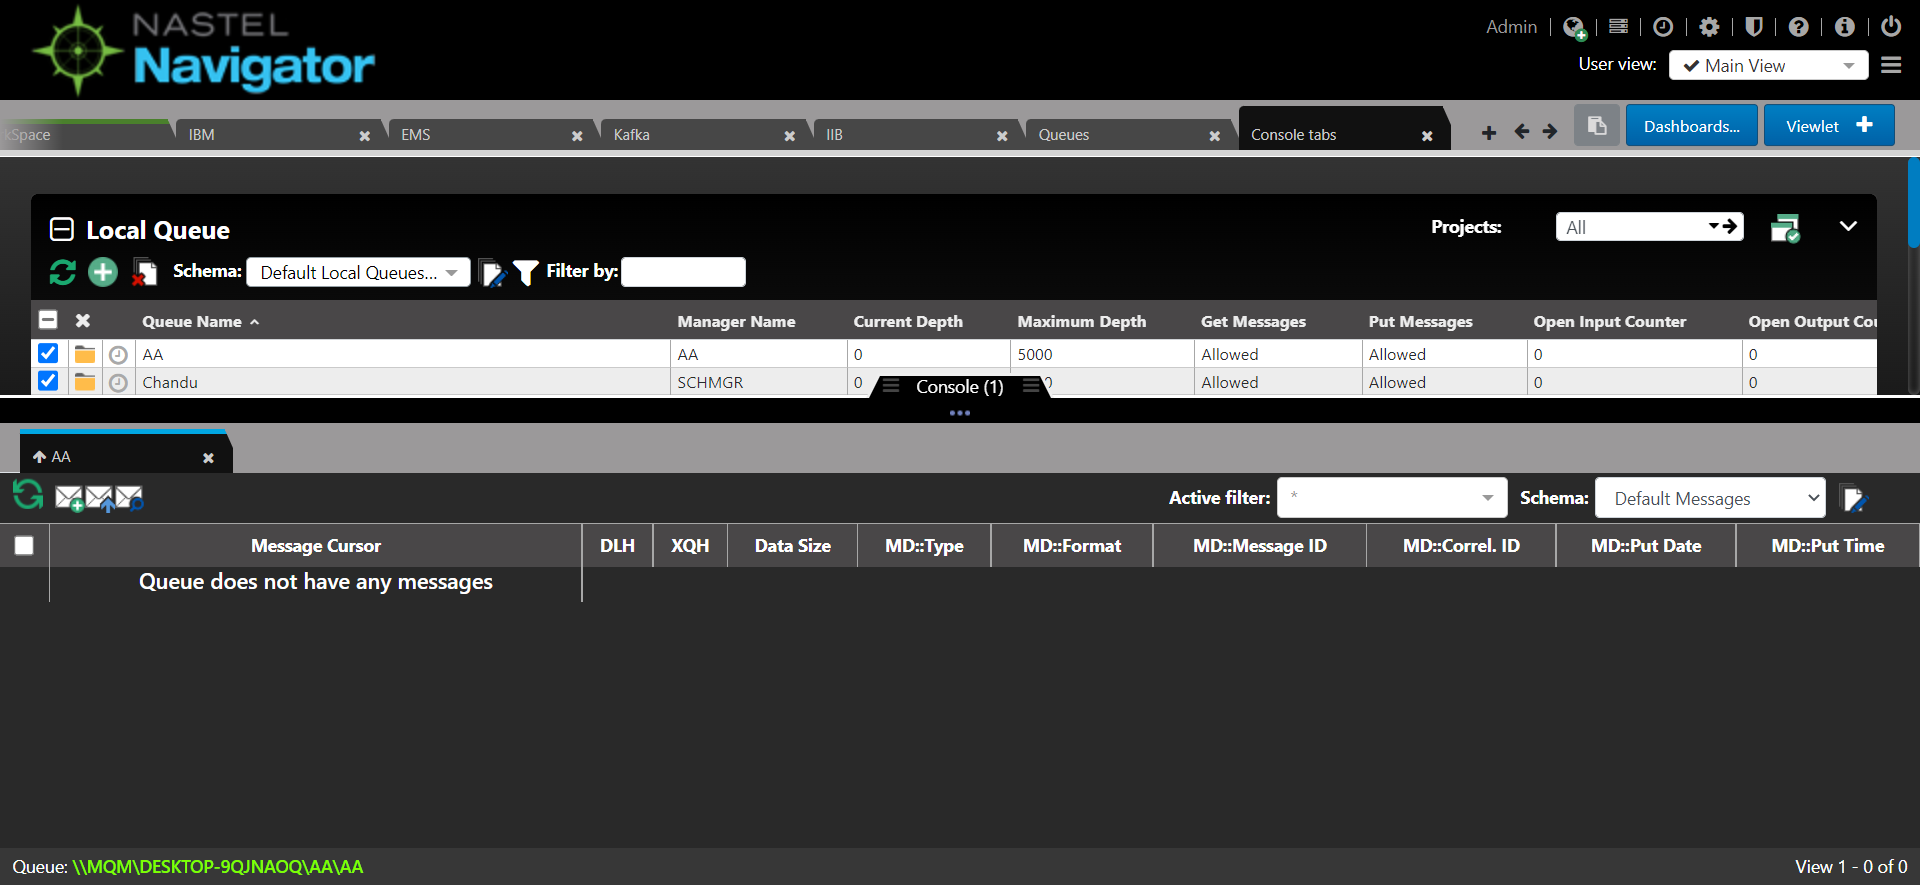 NASTEL
Navigator
Admin
User view: Main View
kSpace
IBM
EMS
Kafka
IIB
Queues
Console tabs
Dashboards...
Viewlet
Local Queue
Projects: All
Schema: Default Local Queues... Filter by:
Queue Name Manager Name Current Depth Maximum Depth Get Messages Put Messages Open Input Counter Open Output Cou
AA AA 0 5000 Allowed Allowed 0 0
Chandu SCHMGR 0 0 Allowed Allowed 0 0
Console (1)
AA
Active filter: * Schema: Default Messages
Message Cursor DLH XQH Data Size MD::Type MD::Format MD::Message ID MD::Correl. ID MD::Put Date MD::Put Time
Queue does not have any messages
Queue: \\MQM\DESKTOP-9QJNAOQ\AA\AA
View 1 - 0 of 0